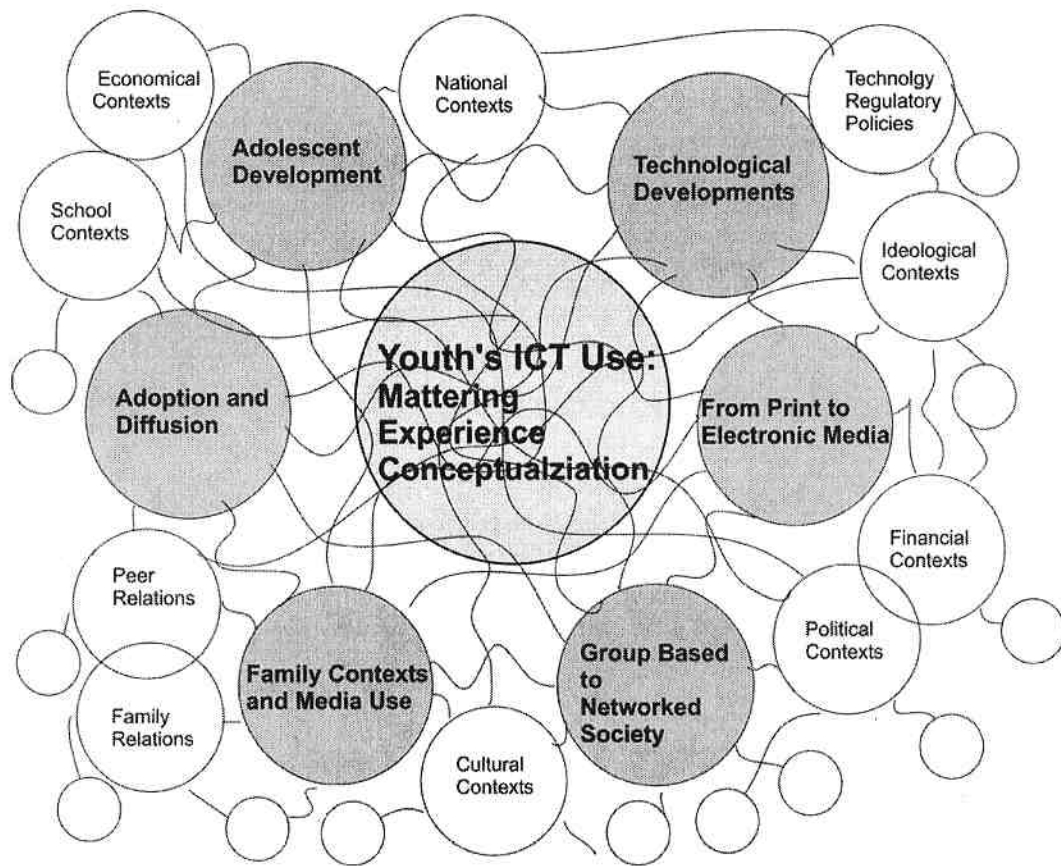 Economical
Contexts
National
Contexts
Technolgy
Regulatory
Policies
Adolescent
Development
Technological
Developments
School
Contexts
Ideological
Contexts
Youth's ICT Use:
Mattering
Experience
Conceptualziation
Adoption and
Diffusion
From Print to
Electronic Media
Peer
Relations
Financial
Contexts
Political
Contexts
Family Contexts
and Media Use
Group Based
to
Networked
Society
Family
Relations
Cultural
Contexts